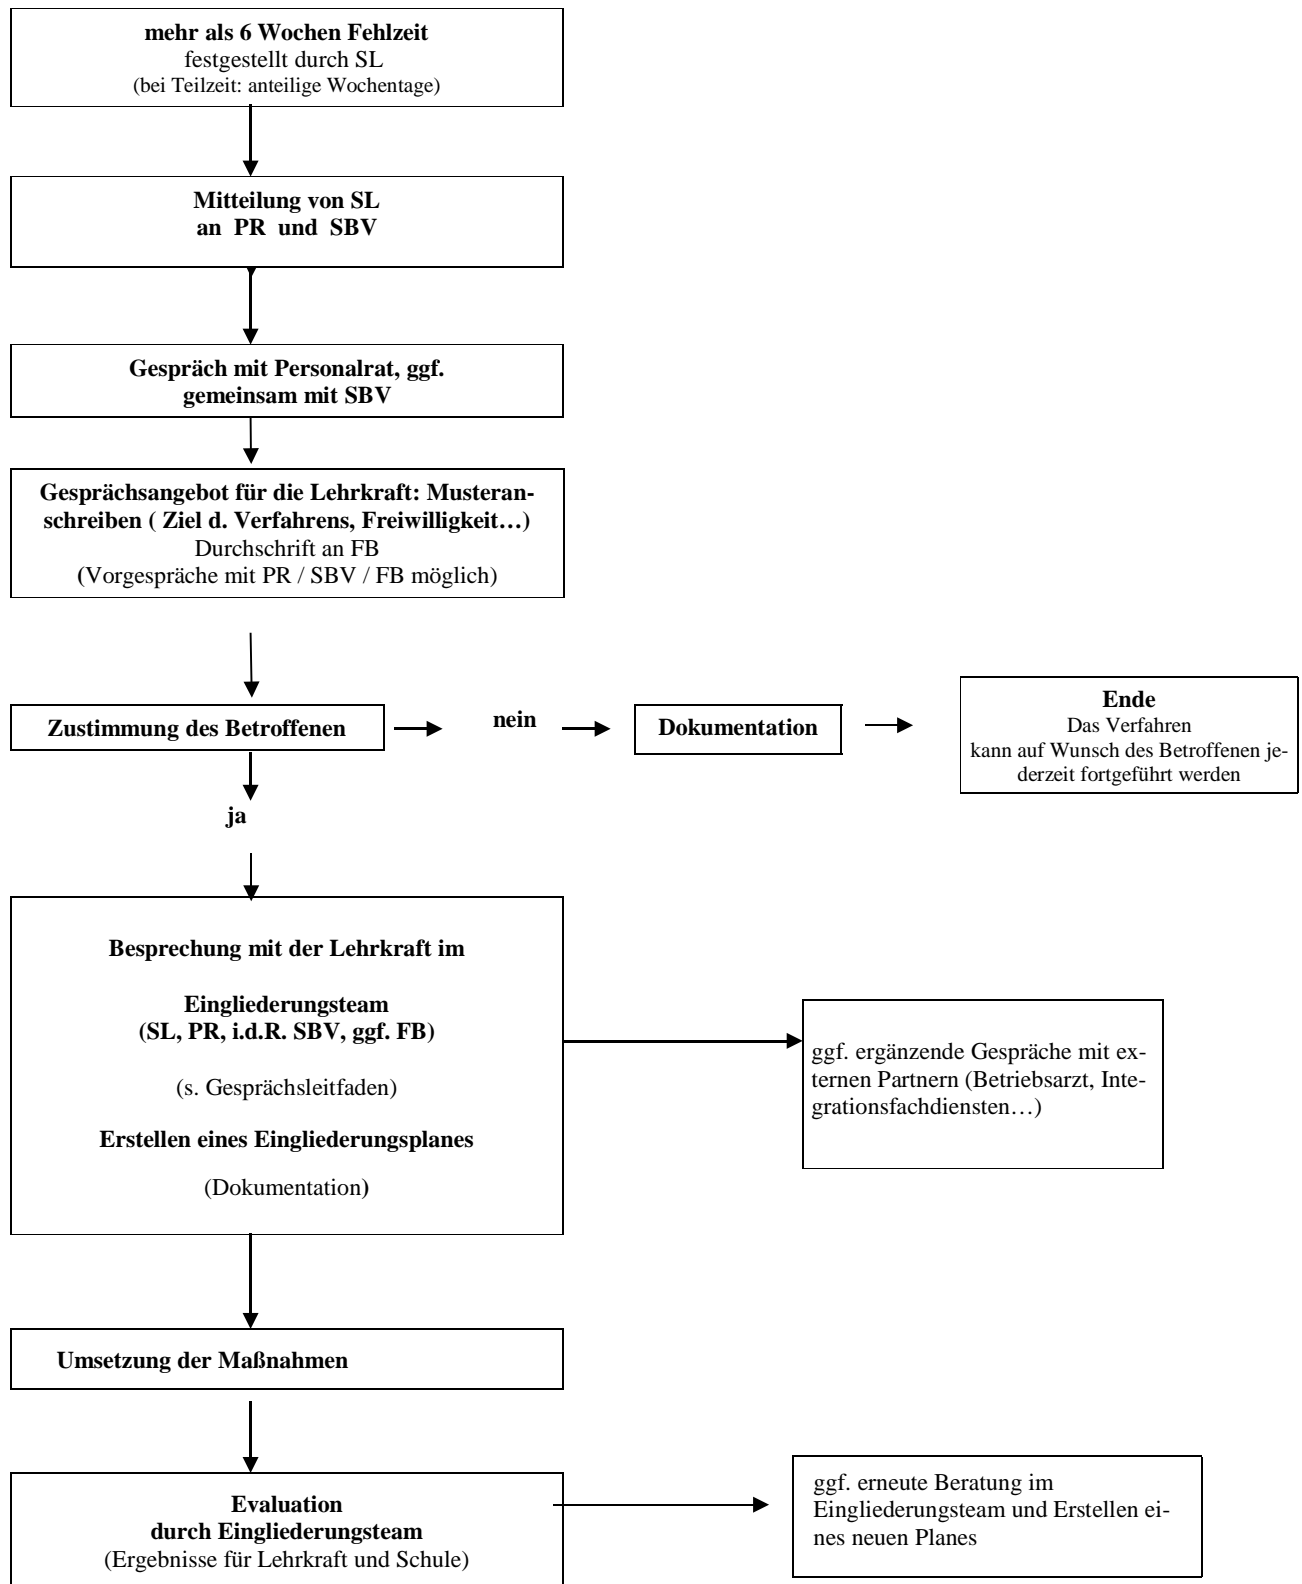 mehr als 6 Wochen Fehlzeit
festgestellt durch SL
(bei Teilzeit: anteilige Wochentage)
Mitteilung von SL
an PR und SBV
Gespräch mit Personalrat, ggf.
gemeinsam mit SBV
Gesprächsangebot für die Lehrkraft: Musteran-
schreiben ( Ziel d. Verfahrens, Freiwilligkeit…)
Durchschrift an FB
(Vorgespräche mit PR / SBV / FB möglich)
Zustimmung des Betroffenen
nein
Dokumentation
Ende
Das Verfahren
kann auf Wunsch des Betroffenen je-
derzeit fortgeführt werden
ja
Besprechung mit der Lehrkraft im
Eingliederungsteam
(SL, PR, i.d.R. SBV, ggf. FB)
(s. Gesprächsleitfaden)
Erstellen eines Eingliederungsplanes
(Dokumentation)
ggf. ergänzende Gespräche mit ex-
ternen Partnern (Betriebsarzt, Inte-
grationsfachdiensten…)
Umsetzung der Maßnahmen
Evaluation
durch Eingliederungsteam
(Ergebnisse für Lehrkraft und Schule)
ggf. erneute Beratung im
Eingliederungsteam und Erstellen ei-
nes neuen Planes